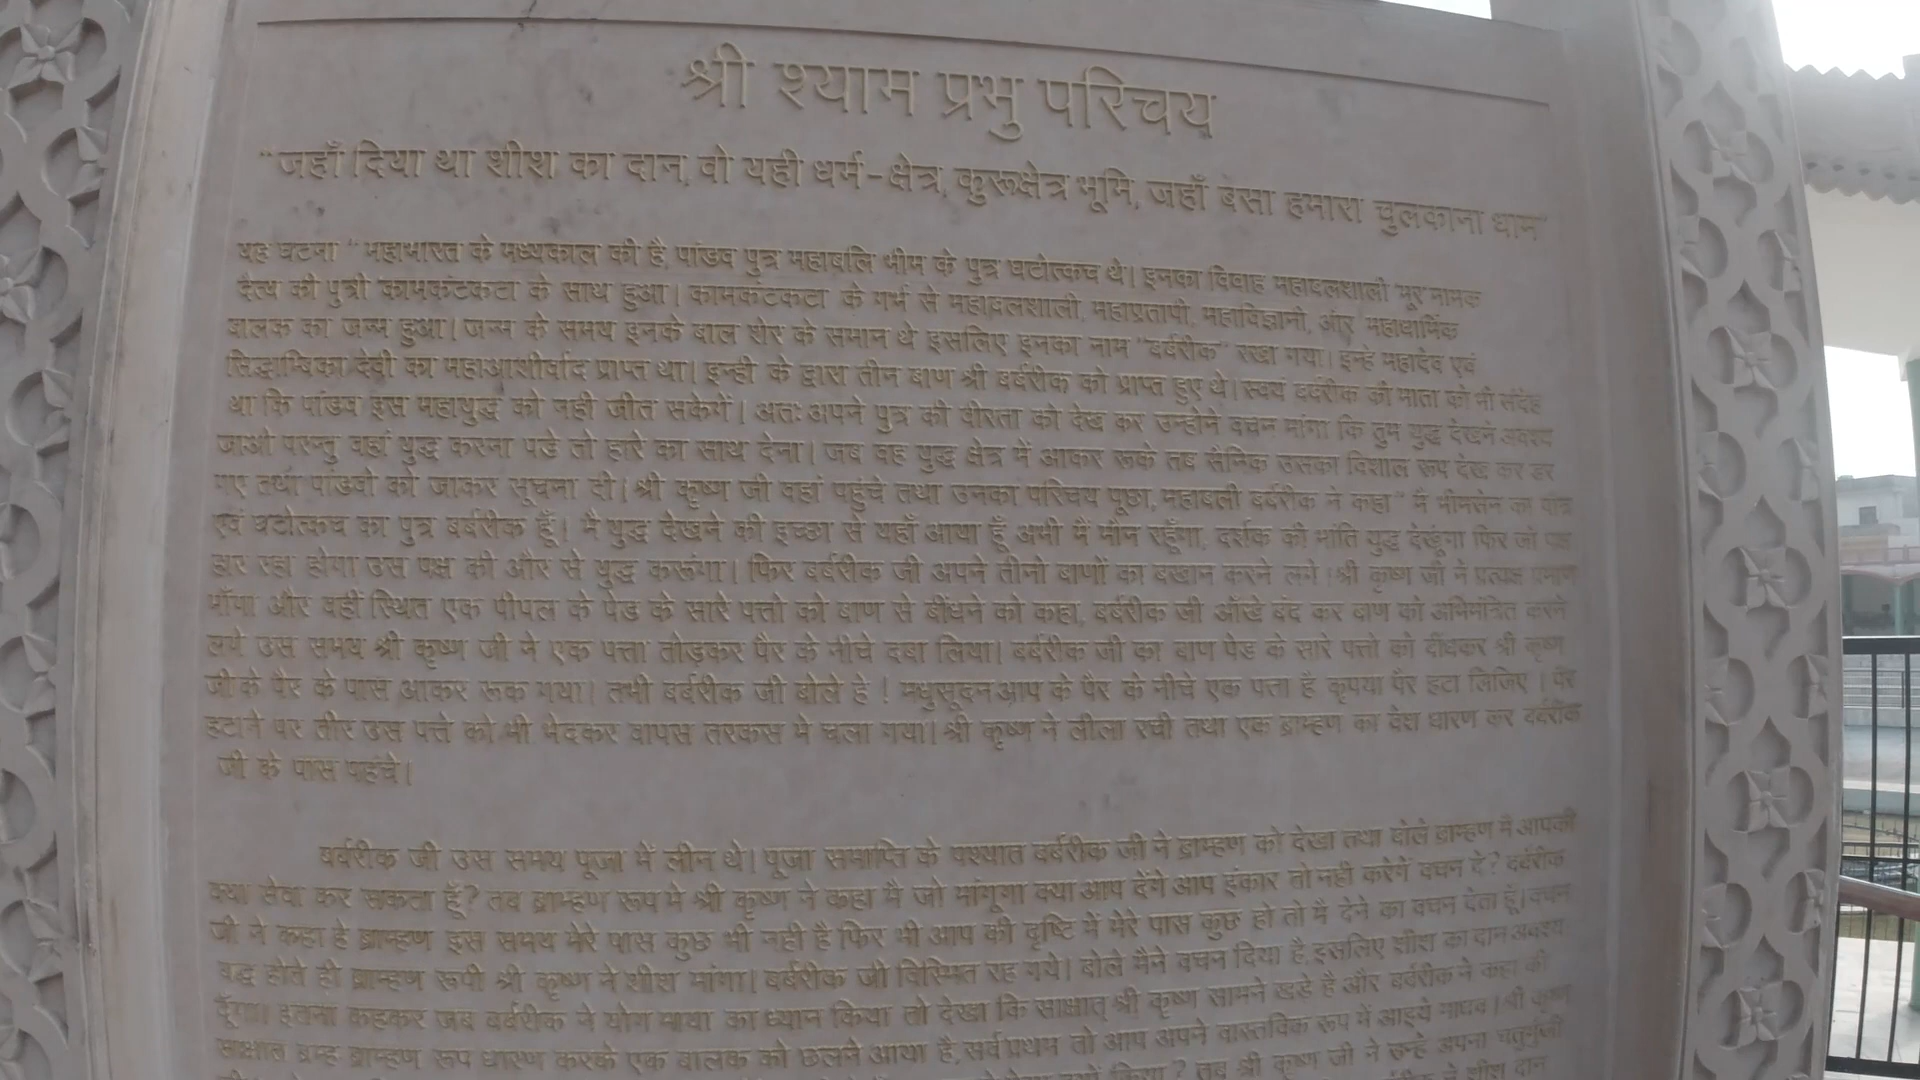 श्री श्याम प्रभु परिचय
"जहाँ दिया था शीश का दान, वो यही धर्म-क्षेत्र, कुरूक्षेत्र भूमि, जहाँ बसा हमारा चुलकाना धाम"
यह घटना "महाभारत के मध्यकाल की है, पांडव पुत्र महाबलि भीम के पुत्र घटोत्कच थे। इनका विवाह महाबलशाली "मूर" नामक
दैत्य की पुत्री कामकंटकटा के साथ हुआ। कामकंटकटा के गर्भ से महाबलशाली, महाप्रतापी, महाविज्ञानी, और महाधार्मिक
बालक का जन्म हुआ। जन्म के समय इनके बाल शेर के समान थे इसलिए इनका नाम "बर्बरीक" रखा गया। इन्हे महादेव एवं
सिद्धाम्बिका देवी का महाआशीर्वाद प्राप्त था। इन्ही के द्वारा तीन बाण श्री बर्बरीक को प्राप्त हुए थे। स्वयं बर्बरीक की माता को भी संदेह
था कि पांडव इस महायुद्ध को नही जीत सकेगें। अतः अपने पुत्र की वीरता को देख कर उन्होने वचन मांगा कि तुम युद्ध देखने अवश्य
जाओ परन्तु वहां युद्ध करना पडे तो हारे का साथ देना। जब वह युद्ध क्षेत्र में आकर रूके तब सैनिक उसका विशाल रूप देख कर डर
गए तथा पांडवो को जाकर सूचना दी। श्री कृष्ण जी वहां पहुंचे तथा उनका परिचय पूछा, महाबली बर्बरीक ने कहा " मै भीमसेन का पौत्र
एवं घटोत्कच का पुत्र बर्बरीक हूँ। मै युद्ध देखने की इच्छा से यहाँ आया हूँ अभी मैं मौन रहूँगा, दर्शक की भांति युद्ध देखूंगा फिर जो पक्ष
हार रहा होगा उस पक्ष की और से युद्ध करूंगा। फिर बर्बरीक जी अपने तीनो बाणों का बखान करने लगे। श्री कृष्ण जी ने प्रत्यक्ष प्रमाण
माँगा और वहीं स्थित एक पीपल के पेड के सारे पत्तो को बाण से बींधने को कहा, बर्बरीक जी आँखे बंद कर बाण को अभिमंत्रित करने
लगे उस समय श्री कृष्ण जी ने एक पत्ता तोड़कर पैर के नीचे दबा लिया। बर्बरीक जी का बाण पेड के सारे पत्तो को बींधकर श्री कृष्ण
जी के पैर के पास आकर रूक गया। तभी बर्बरीक जी बोले हे ! मधुसूदन आप के पैर के नीचे एक पत्ता है कृपया पैर हटा लिजिए । पैर
हटाने पर तीर उस पत्ते को भी भेदकर वापस तरकस मे चला गया। श्री कृष्ण ने लीला रची तथा एक ब्राम्हण का वेश धारण कर बर्बरीक
जी के पास पहुंचे।
बर्बरीक जी उस समय पूजा में लीन थे। पूजा समाप्ति के पश्यात बर्बरीक जी ने ब्राम्हण को देखा तथा बोले ब्राम्हण मै आपकी
क्या सेवा कर सकता हूँ? तब ब्राम्हण रूप मे श्री कृष्ण ने कहा मै जो मांगूगा क्या आप देंगे आप इंकार तो नही करेगें वचन दे? बर्बरीक
जी ने कहा हे ब्राम्हण इस समय मेरे पास कुछ भी नही है फिर भी आप की दृष्टि में मेरे पास कुछ हो तो मै देने का वचन देता हूँ। वचन
बद्ध होते ही ब्राम्हण रूपी श्री कृष्ण ने शीश मांगा। बर्बरीक जी विस्मित रह गये। बोले मैने वचन दिया है, इसलिए शीश का दान अवश्य
दूँगा। इतना कहकर जब बर्बरीक ने योग माया का ध्यान किया तो देखा कि साक्षात् श्री कृष्ण सामने खडे है और बर्बरीक ने कहा की
साक्षात ब्रम्ह ब्राम्हण रूप धारण करके एक बालक को छलने आया है, सर्व प्रथम तो आप अपने वास्तविक रूप में आइये माधव। श्री कृष्ण
किया? तब श्री कृष्ण जी ने उन्हे अपना चतुर्भुजी
बर्बरीक ने शीश दान